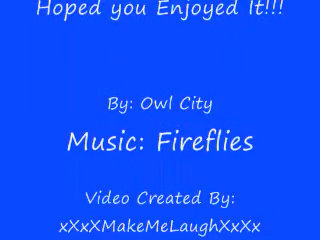 Hoped you Enjoyed It!!!
By: Owl City
Music: Fireflies
Video Created By:
xXxXMakeMeLaughXxXx